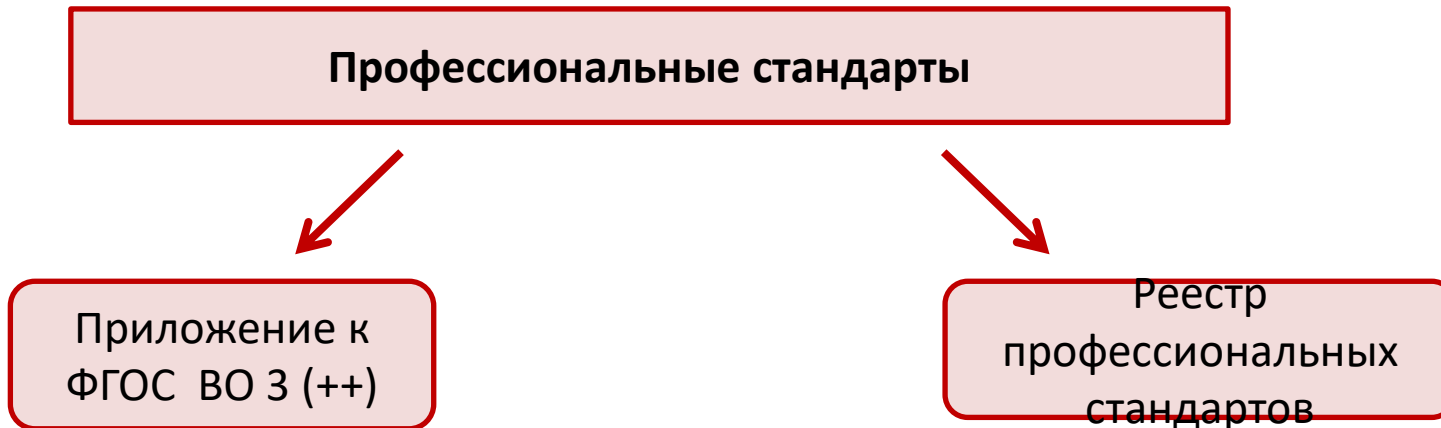 Профессиональные стандарты
Приложение к
ФГОС  ВО 3 (++)
Реестр
профессиональных
стандартов